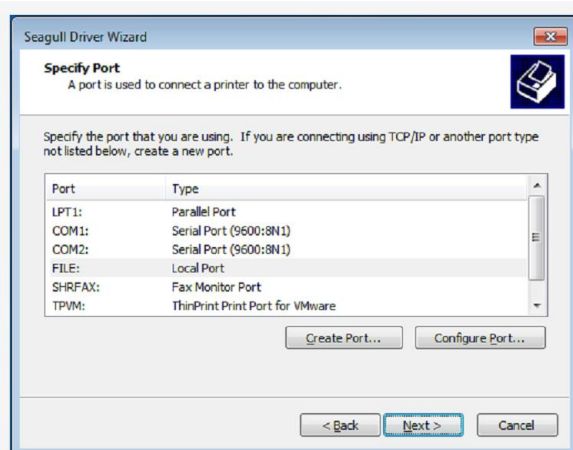 Seagull Driver Wizard
Specify Port
A port is used to connect a printer to the computer.
Specify the port that you are using. If you are connecting using TCP/IP or another port type
not listed below, create a new port.
Port Type
LPT1: Parallel Port
COM1: Serial Port (9600:8N1)
COM2: Serial Port (9600:8N1)
FILE: Local Port
SHRFAX: Fax Monitor Port
TPVM: ThinPrint Print Port for VMware
Create Port... Configure Port...
< Back Next > Cancel